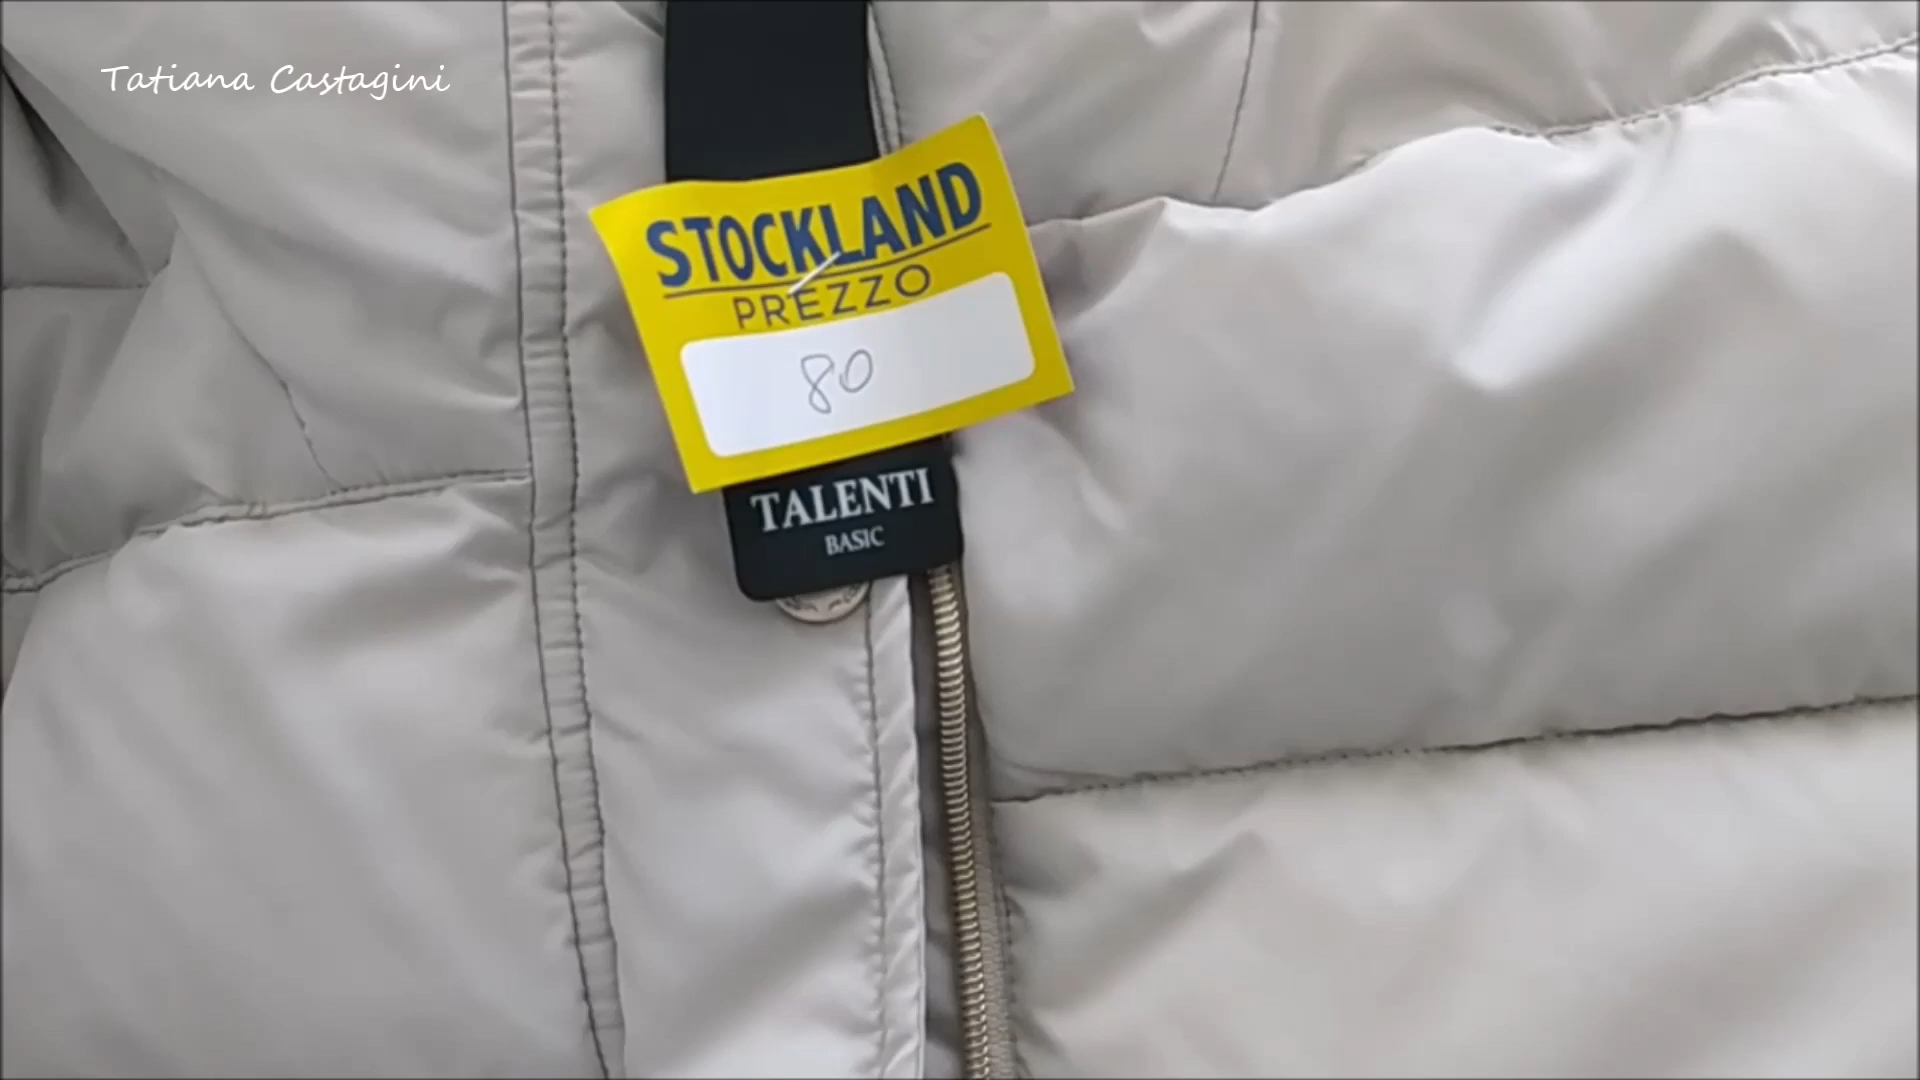 Tatiana Castagini
STOCKLAND
PREZZO
80
TALENTI
BASIC